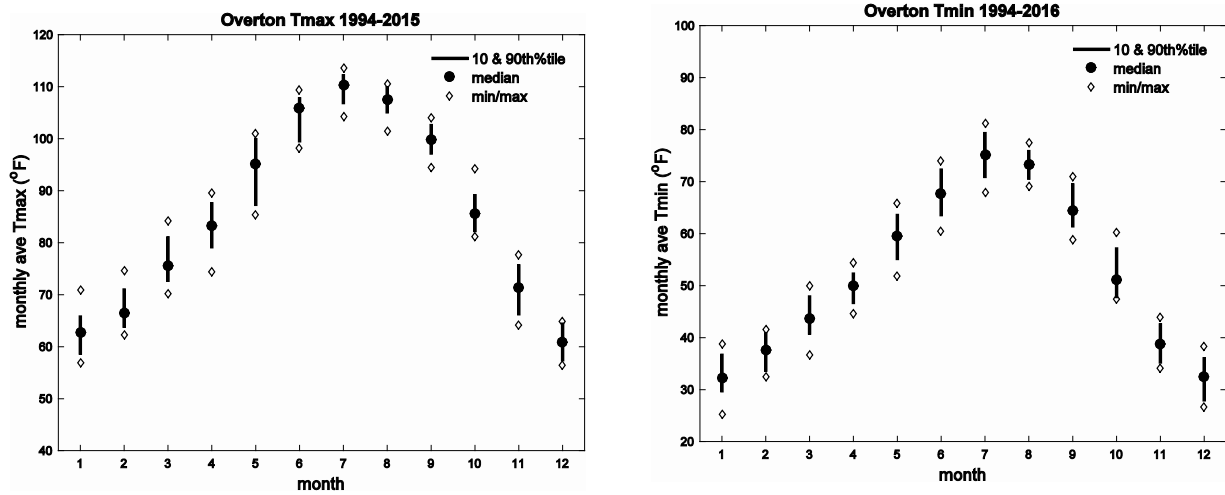 Overton Tmax 1994-2015
monthly ave Tmax (°F)
120
110
100
90
80
70
60
50
40
10 & 90th%tile
median
min/max
1 2 3 4 5 6 7 8 9 10 11 12
month
Overton Tmin 1994-2016
monthly ave Tmin (°F)
100
90
80
70
60
50
40
30
20
10 & 90th%tile
median
min/max
1 2 3 4 5 6 7 8 9 10 11 12
month